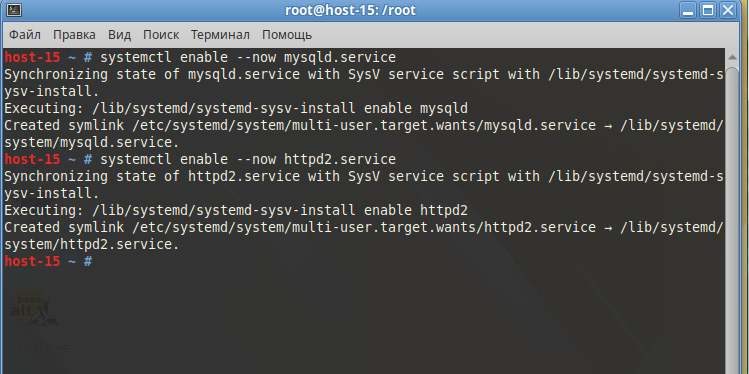 root@host-15: /root
Файл Правка Вид Поиск Терминал Помощь
host-15 ~ # systemctl enable --now mysqld.service
Synchronizing state of mysqld.service with SysV service script with /lib/systemd/systemd-s
ysv-install.
Executing: /lib/systemd/systemd-sysv-install enable mysqld
Created symlink /etc/systemd/system/multi-user.target.wants/mysqld.service → /lib/systemd/
system/mysqld.service.
host-15 ~ # systemctl enable --now httpd2.service
Synchronizing state of httpd2.service with SysV service script with /lib/systemd/systemd-s
ysv-install.
Executing: /lib/systemd/systemd-sysv-install enable httpd2
Created symlink /etc/systemd/system/multi-user.target.wants/httpd2.service → /lib/systemd/
system/httpd2.service.
host-15 ~ #
base
alt